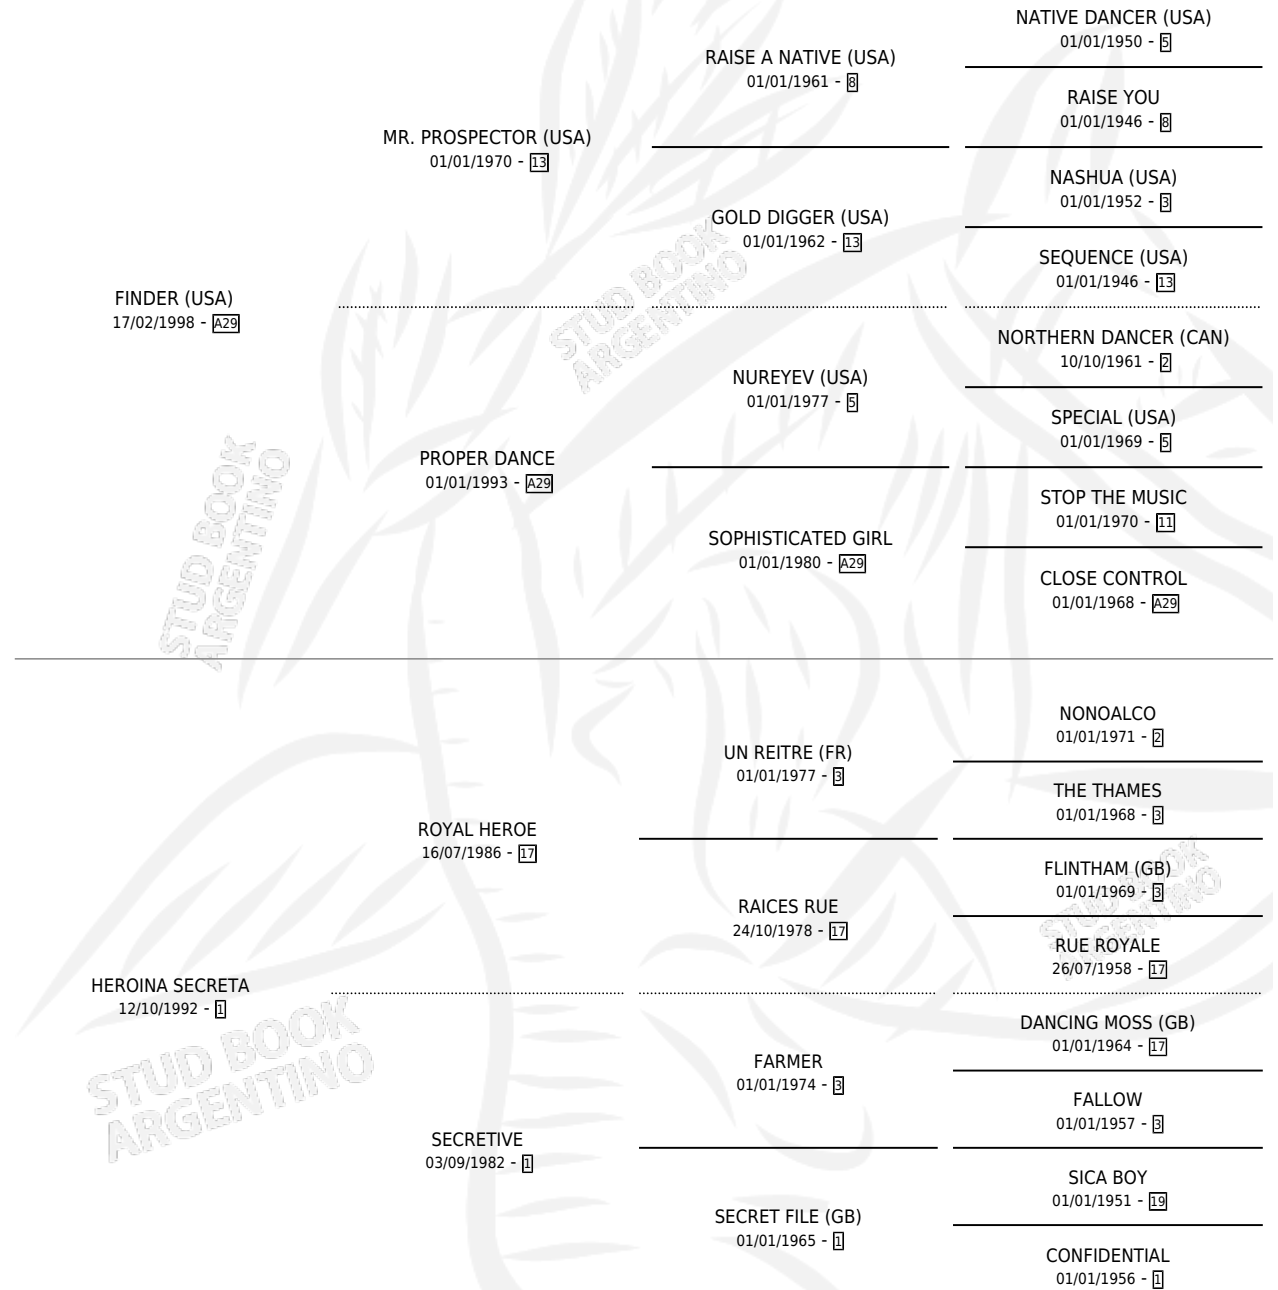 NATIVE DANCER (USA)
01/01/1950 - 5
RAISE A NATIVE (USA)
01/01/1961 - 8
RAISE YOU
01/01/1946 - 8
MR. PROSPECTOR (USA)
01/01/1970 - 13
NASHUA (USA)
01/01/1952 - 3
GOLD DIGGER (USA)
01/01/1962 - 13
SEQUENCE (USA)
01/01/1946 - 13
FINDER (USA)
17/02/1998 - A29
NORTHERN DANCER (CAN)
10/10/1961 - 2
NUREYEV (USA)
01/01/1977 - 5
SPECIAL (USA)
01/01/1969 - 5
PROPER DANCE
01/01/1993 - A29
STOP THE MUSIC
01/01/1970 - 11
SOPHISTICATED GIRL
01/01/1980 - A29
CLOSE CONTROL
01/01/1968 - A29
NONOALCO
01/01/1971 - 2
UN REITRE (FR)
01/01/1977 - 3
THE THAMES
01/01/1968 - 3
ROYAL HEROE
16/07/1986 - 17
FLINTHAM (GB)
01/01/1969 - 3
RAICES RUE
24/10/1978 - 17
RUE ROYALE
26/07/1958 - 17
HEROINA SECRETA
12/10/1992 - 1
DANCING MOSS (GB)
01/01/1964 - 17
FARMER
01/01/1974 - 3
FALLOW
01/01/1957 - 3
SECRETIVE
03/09/1982 - 1
SICA BOY
01/01/1951 - 19
SECRET FILE (GB)
01/01/1965 - 1
CONFIDENTIAL
01/01/1956 - 1
STUD BOOK
ARGENTINO
STUD BOOK
ARGENTINO
STUD BOOK
ARGENTINO
STUD BOOK
ARGENTINO